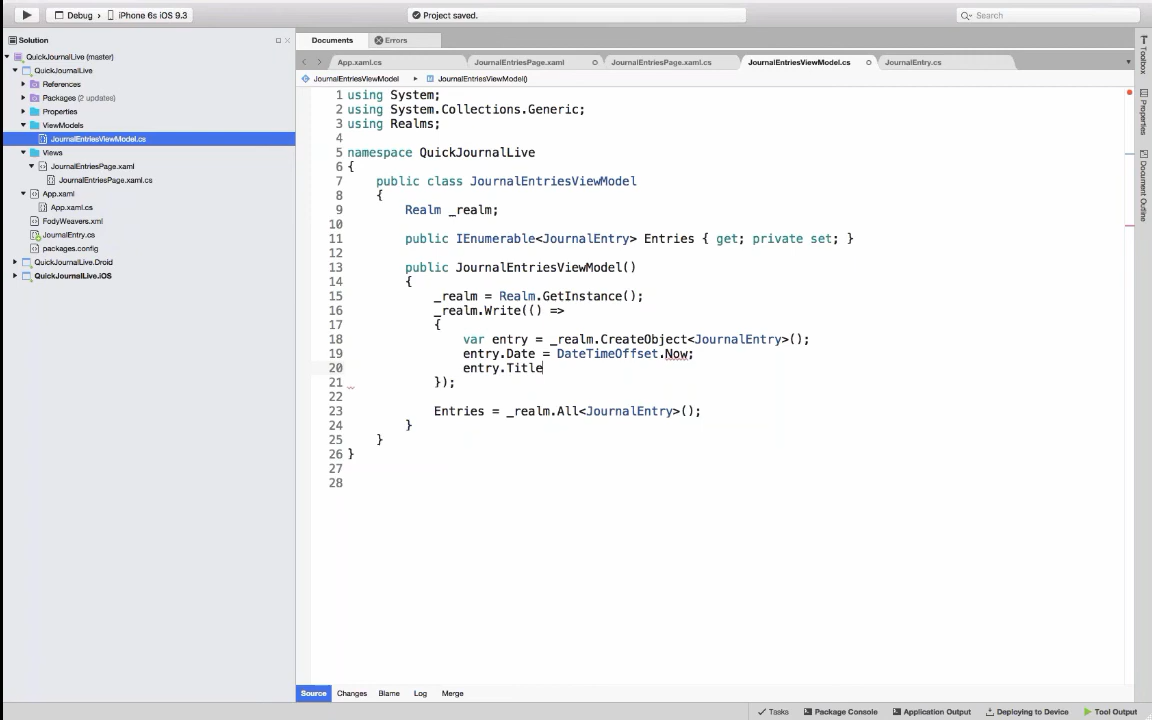 Debug > iPhone 6s iOS 9.3
Project saved.
Search
Solution
Documents
Errors
App.xaml.cs
JournalEntriesPage.xaml
JournalEntriesPage.xaml.cs
JournalEntriesViewModel.cs
JournalEntry.cs
JournalEntriesViewModel
JournalEntriesViewModel()
QuickJournalLive (master)
QuickJournalLive
References
Packages (2 updates)
Properties
ViewModels
JournalEntriesViewModel.cs
Views
JournalEntriesPage.xaml
JournalEntriesPage.xaml.cs
App.xaml
App.xaml.cs
FodyWeavers.xml
JournalEntry.cs
packages.config
QuickJournalLive.Droid
QuickJournalLive.iOS
1 using System;
2 using System.Collections.Generic;
3 using Realms;
4
5 namespace QuickJournalLive
6 {
7 public class JournalEntriesViewModel
8 {
9 Realm _realm;
10
11 public IEnumerable<JournalEntry> Entries { get; private set; }
12
13 public JournalEntriesViewModel()
14 {
15 _realm = Realm.GetInstance();
16 _realm.Write(() =>
17 {
18 var entry = _realm.CreateObject<JournalEntry>();
19 entry.Date = DateTimeOffset.Now;
20 entry.Title
21 });
22
23 Entries = _realm.All<JournalEntry>();
24 }
25 }
26 }
27
28
Toolbox
Properties
Document Outline
Source
Changes
Blame
Log
Merge
Tasks
Package Console
Application Output
Deploying to Device
Tool Output